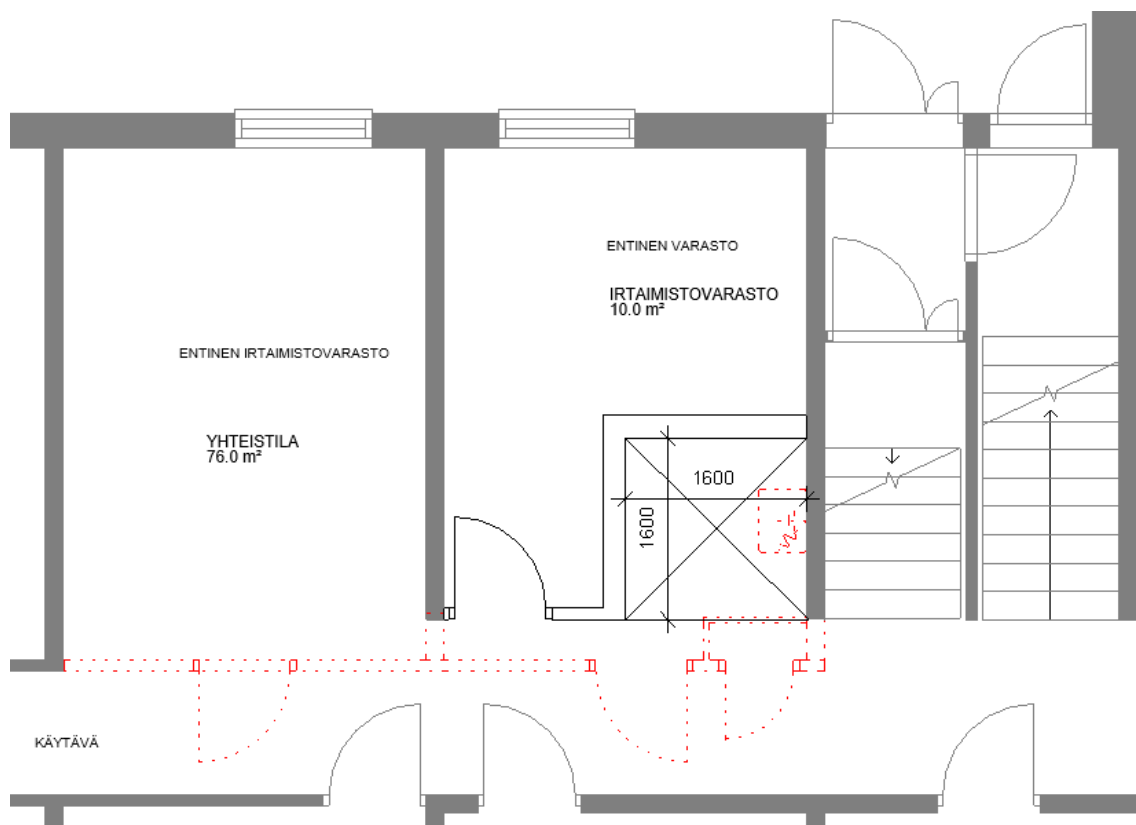 ENTINEN VARASTO
IRTAIMISTOVARASTO
10.0 m²
ENTINEN IRTAIMISTOVARASTO
YHTEISTILA
76.0 m²
1600
1600
KÄYTÄVÄ